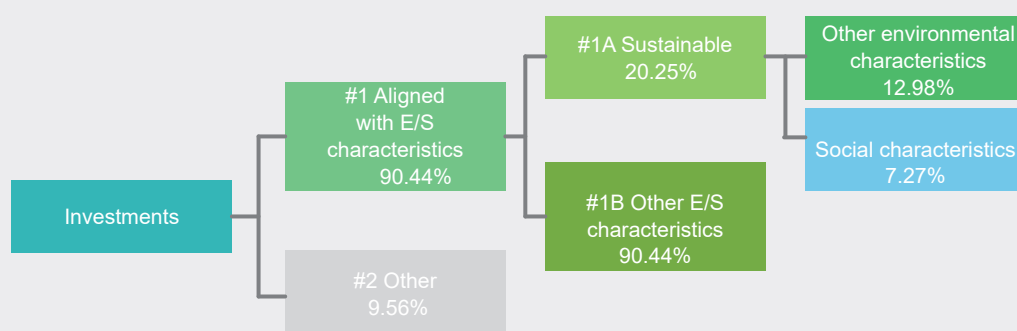 Investments
#1 Aligned
with E/S
characteristics
90.44%
#2 Other
9.56%
#1A Sustainable
20.25%
#1B Other E/S
characteristics
90.44%
Other environmental
characteristics
12.98%
Social characteristics
7.27%